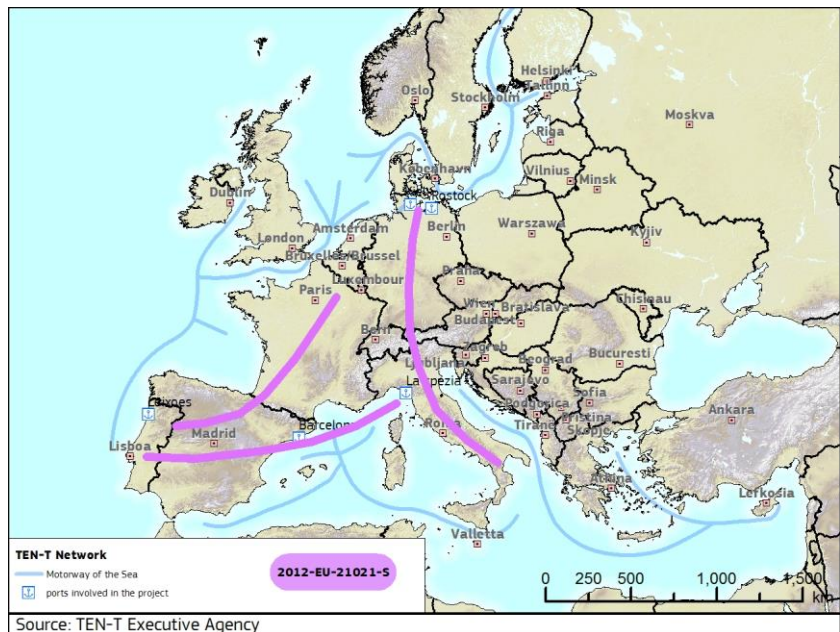 Helsinki
Tallinn
Oslo
Stockholm
Moskva
Riga
København
Vilnius
Minsk
Dublin
Rostock
Amsterdam
Berlin
Warszawa
London
Kyjiv
Bruxelles/Brussel
Praha
Luxembourg
Paris
Wien
Bratislava
Chisinau
Budapest
Bern
Zagreb
Ljubljana
Beograd
Bucuresti
Sarajevo
Leixoes
Podgorica
Sofia
Pristina
Ankara
Barcelona
Roma
Tirane
Skopje
Madrid
Lisboa
Athina
Lefkosia
Valletta
TEN-T Network
Motorway of the Sea
ports involved in the project
2012-EU-21021-S
0 250 500 1,000 1,500
km
Source: TEN-T Executive Agency